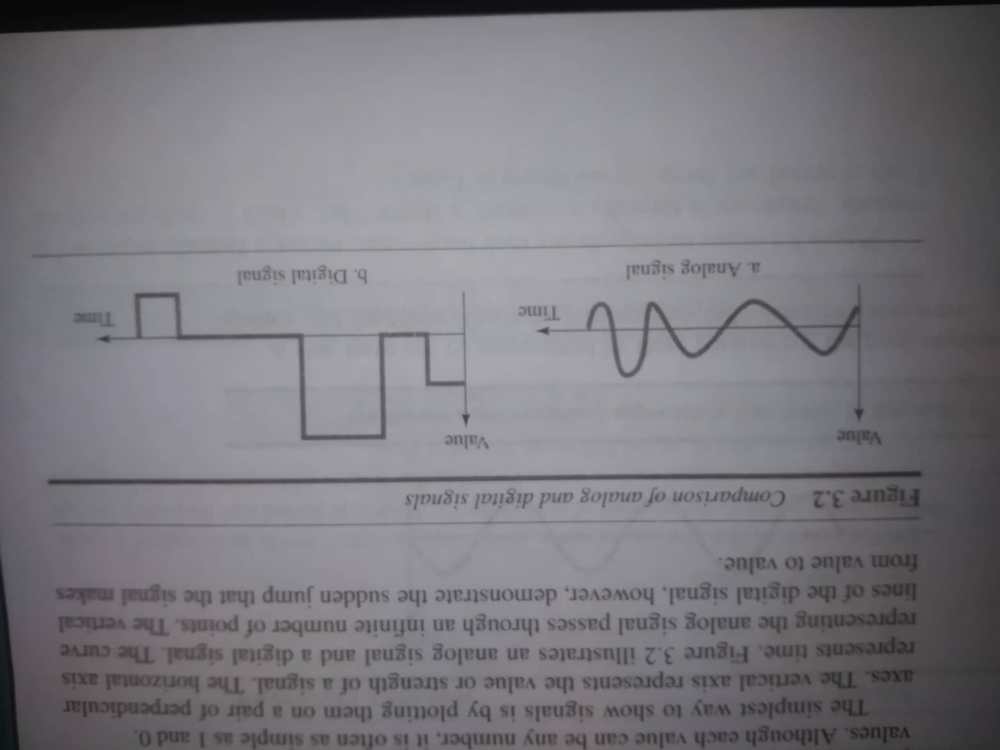 values. Although each value can be any number, it is often as simple as 1 and 0.
The simplest way to show signals is by plotting them on a pair of perpendicular
axes. The vertical axis represents the value or strength of a signal. The horizontal axis
represents time. Figure 3.2 illustrates an analog signal and a digital signal. The curve
representing the analog signal passes through an infinite number of points. The vertical
lines of the digital signal, however, demonstrate the sudden jump that the signal makes
from value to value.
Figure 3.2 Comparison of analog and digital signals
Value
Time
a. Analog signal
Value
Time
b. Digital signal